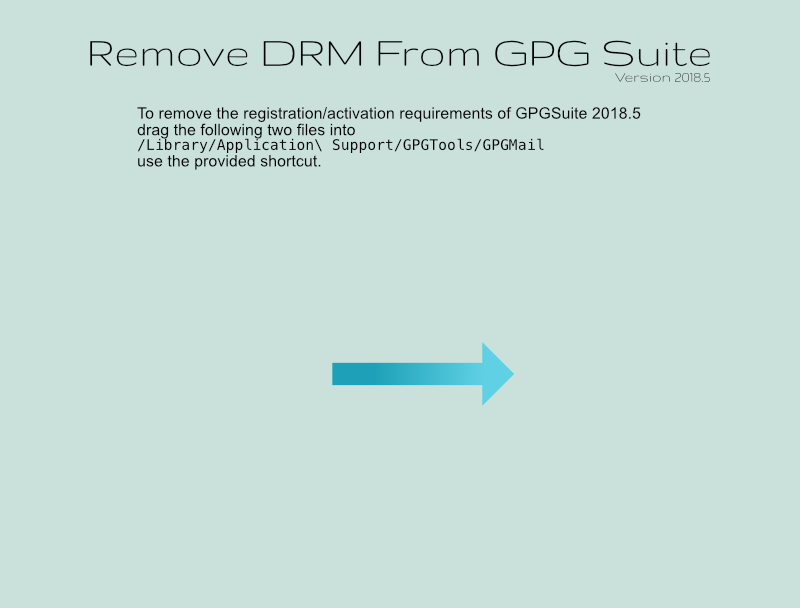 Remove DRM From GPG Suite
Version 2018.5
To remove the registration/activation requirements of GPGSuite 2018.5
drag the following two files into
/Library/Application\ Support/GPGTools/GPGMail
use the provided shortcut.